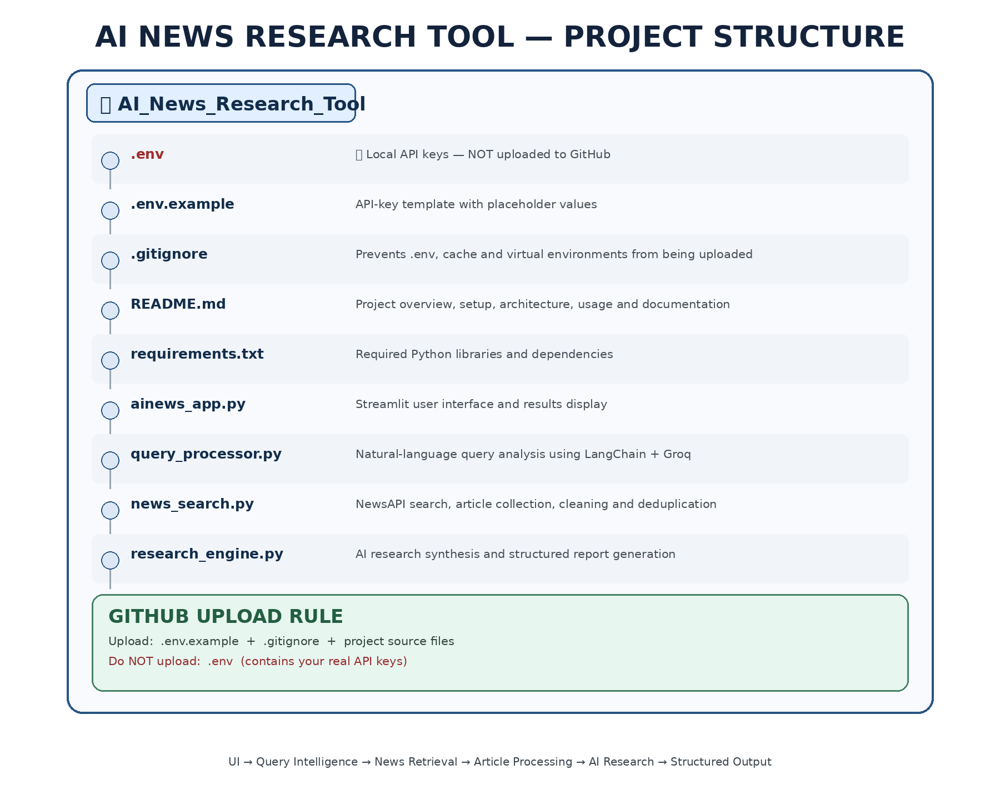 AI NEWS RESEARCH TOOL — PROJECT STRUCTURE
AI_News_Research_Tool
.env
Local API keys — NOT uploaded to GitHub
.env.example
API-key template with placeholder values
.gitignore
Prevents .env, cache and virtual environments from being uploaded
README.md
Project overview, setup, architecture, usage and documentation
requirements.txt
Required Python libraries and dependencies
ainews_app.py
Streamlit user interface and results display
query_processor.py
Natural-language query analysis using LangChain + Groq
news_search.py
NewsAPI search, article collection, cleaning and deduplication
research_engine.py
AI research synthesis and structured report generation
GITHUB UPLOAD RULE
Upload:  .env.example  +  .gitignore  +  project source files
Do NOT upload:  .env  (contains your real API keys)
UI → Query Intelligence → News Retrieval → Article Processing → AI Research → Structured Output